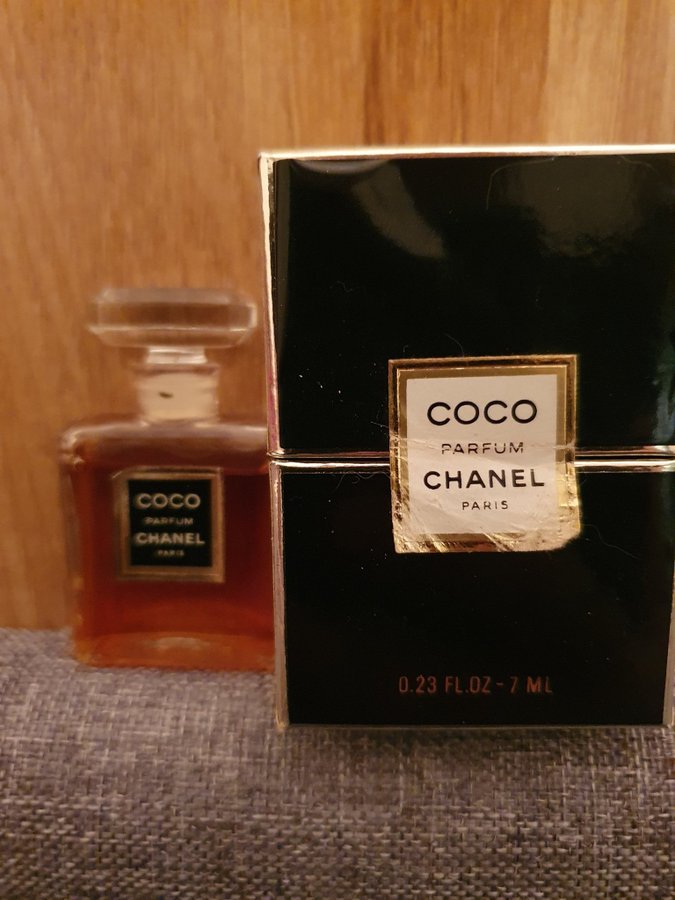 COCO
PARFUM
CHANEL
PARIS
COCO
PARFUM
CHANEL
PARIS
0.23 FL.OZ - 7 ML